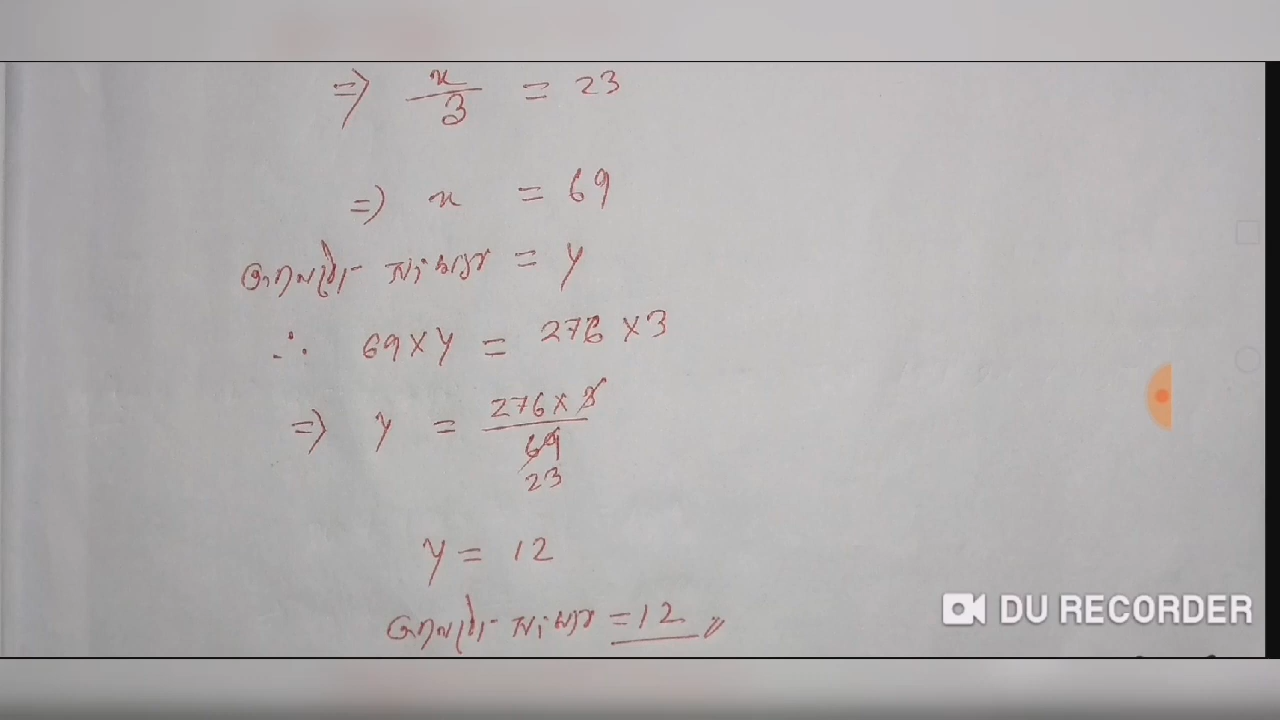 ⇒ x/3 = 23
⇒ x = 69
= y
∴ 69 × y = 276 × 3
⇒ y = 276 × 3 / 69
23
y = 12
= 12 //
DU RECORDER